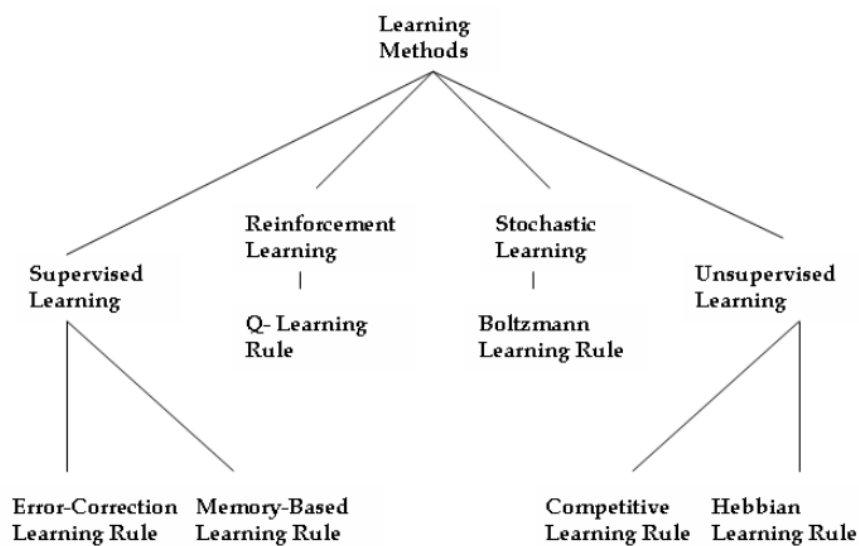 Learning
Methods
Reinforcement
Learning
Stochastic
Learning
Supervised
Learning
Unsupervised
Learning
Q- Learning
Rule
Boltzmann
Learning Rule
Error-Correction
Learning Rule
Memory-Based
Learning Rule
Competitive
Learning Rule
Hebbian
Learning Rule